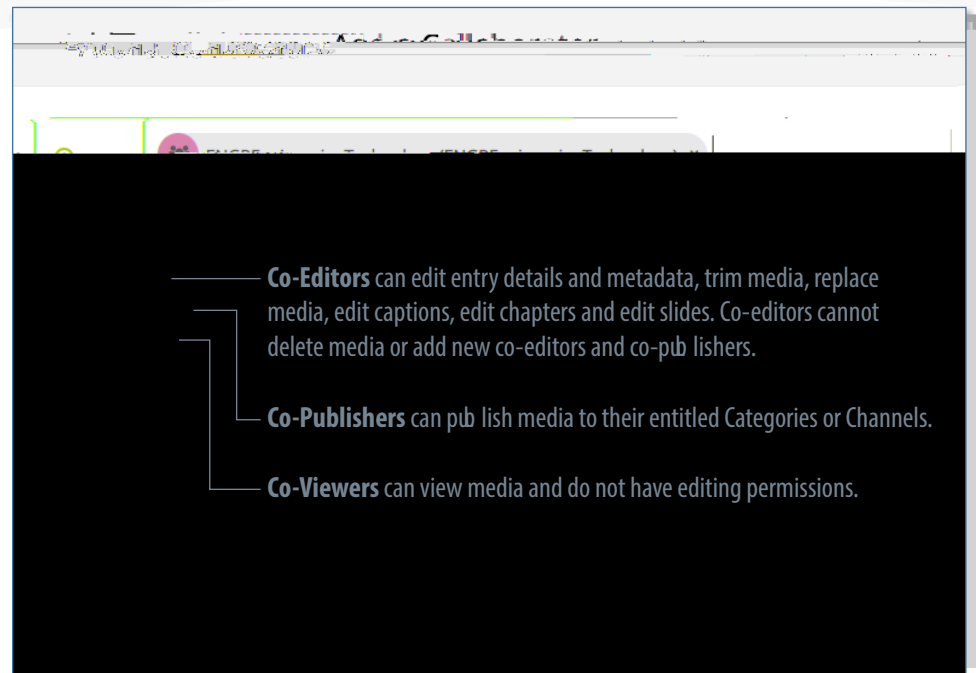 Co-Editors can edit entry details and metadata, trim media, replace
media, edit captions, edit chapters and edit slides. Co-editors cannot
delete media or add new co-editors and co-pub lishers.
Co-Publishers can pub lish media to their entitled Categories or Channels.
Co-Viewers can view media and do not have editing permissions.